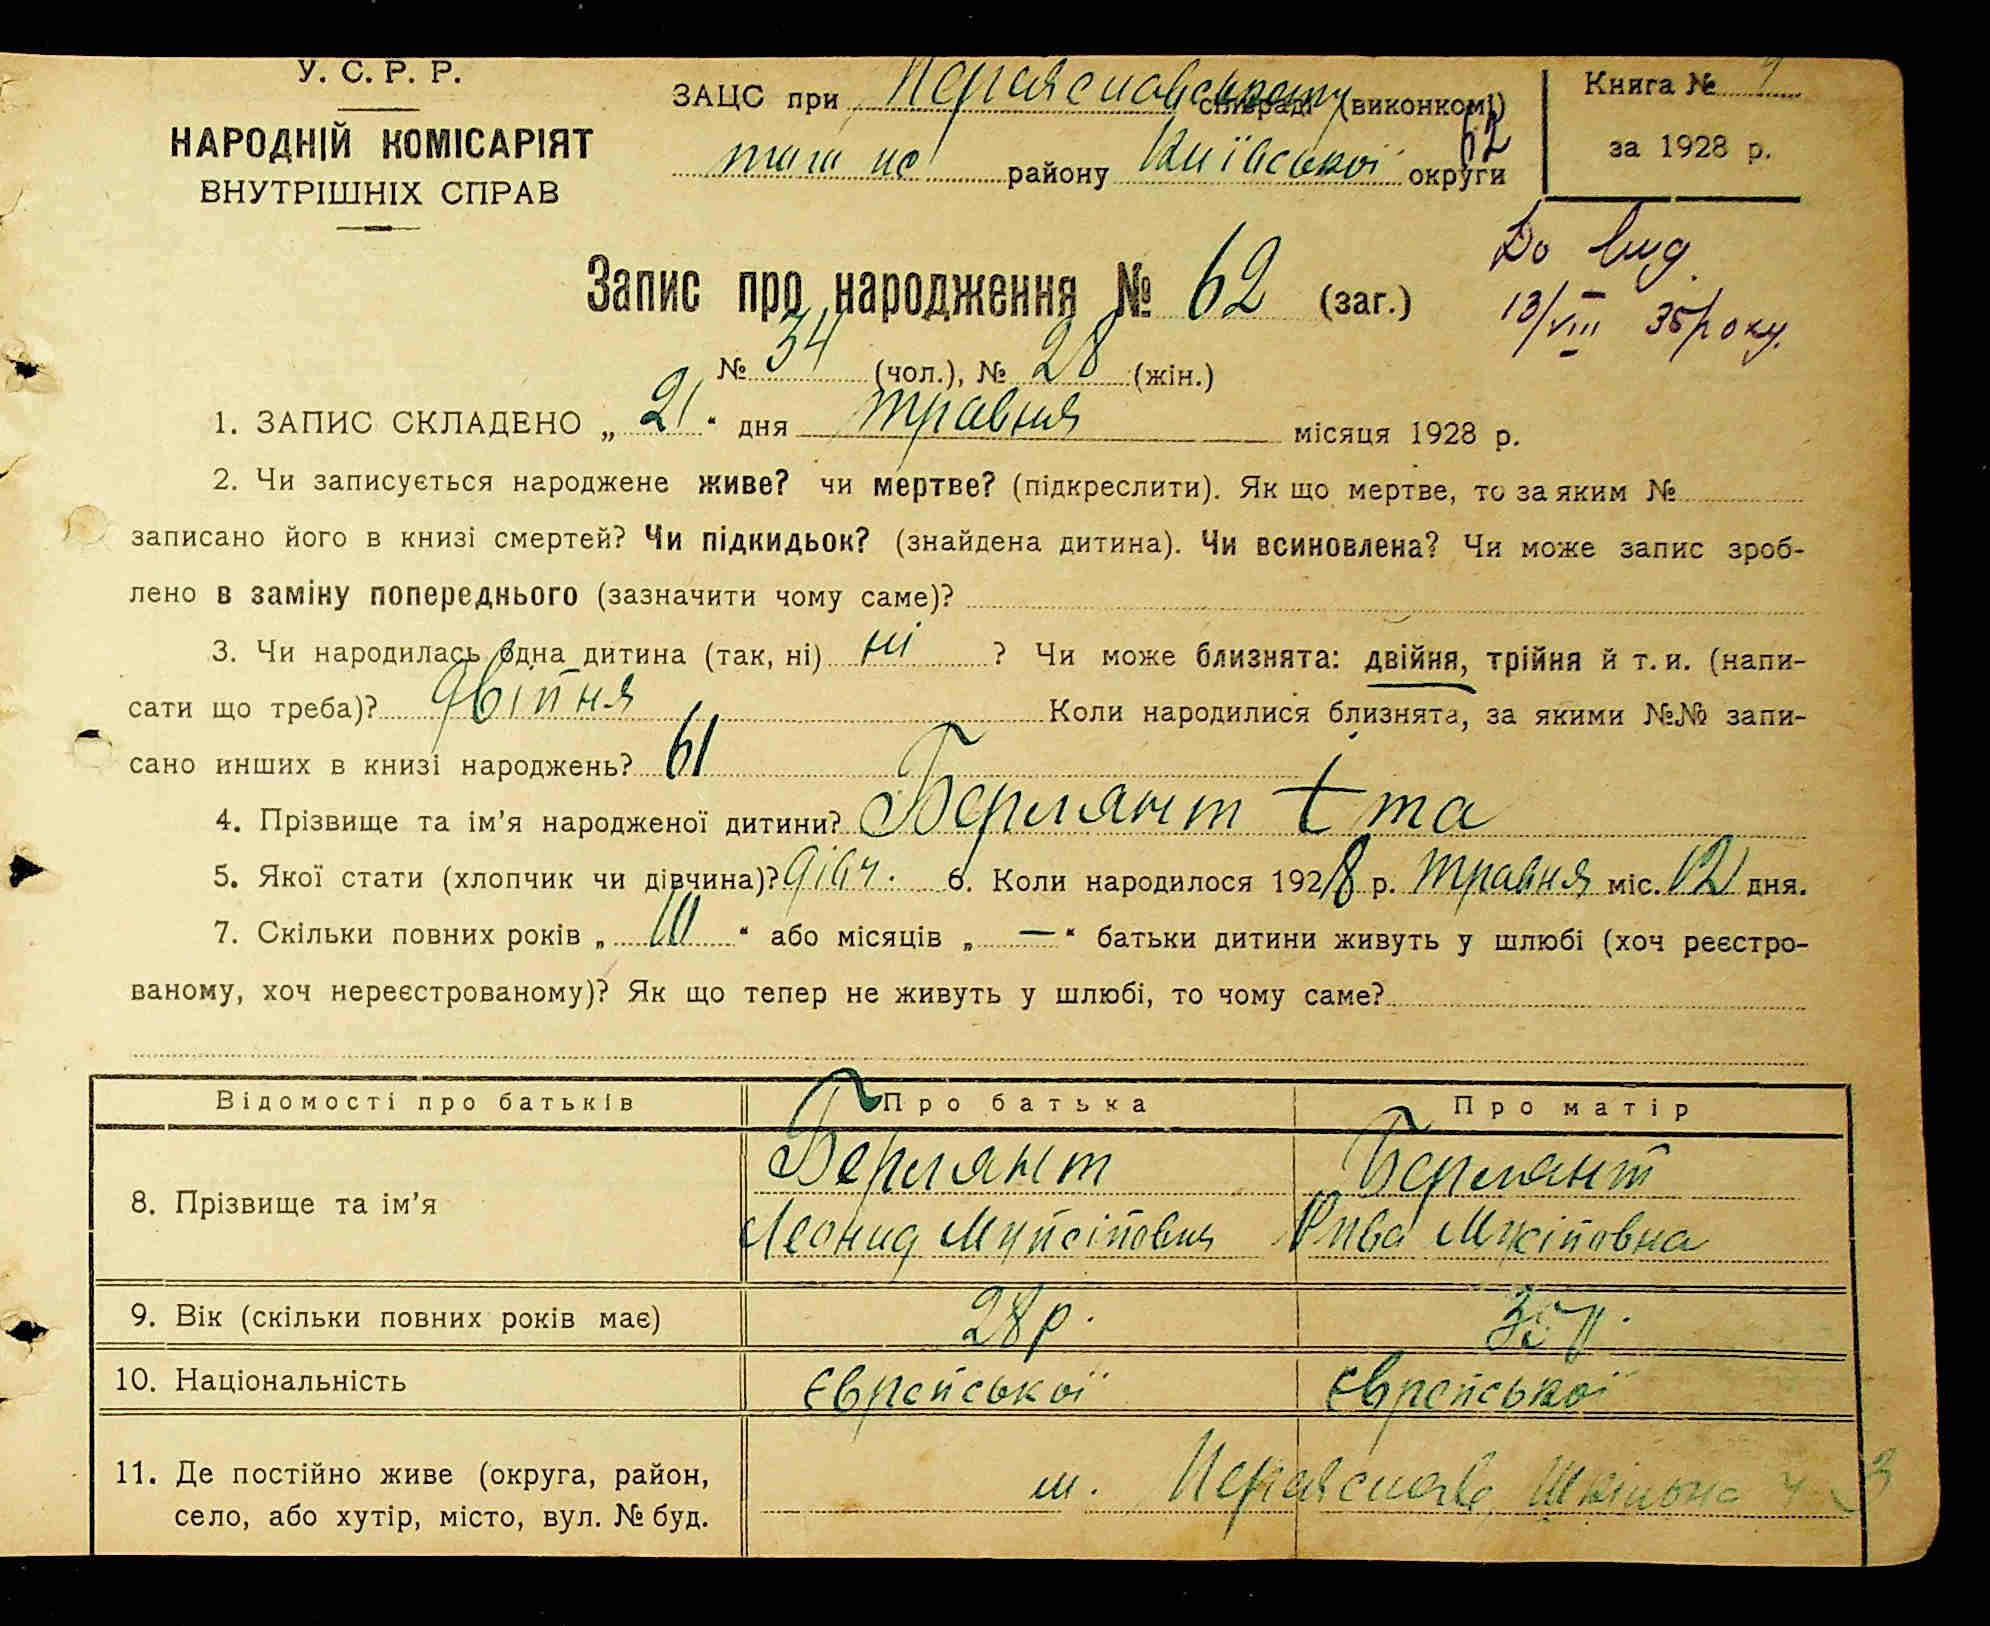 У. С. Р. Р.
НАРОДНІЙ КОМІСАРІЯТ
ВНУТРІШНІХ СПРАВ
ЗАЦС при Переяславському сільраді (виконкомі)
району Київської округи
62
Книга №
за 1928 р.
До вид.
13/VIII 35 року.
Запис про народження № 62 (заг.)
№ 34 (чол.), № 28 (жін.)
1. ЗАПИС СКЛАДЕНО „ 21 “ дня травня місяця 1928 р.
2. Чи записується народжене живе? чи мертве? (підкреслити). Як що мертве, то за яким №
записано його в книзі смертей? Чи підкидьок? (знайдена дитина). Чи всиновлена? Чи може запис зроб-
лено в заміну попереднього (зазначити чому саме)?
3. Чи народилась одна дитина (так, ні) ні ? Чи може близнята: двійня, трійня й т. и. (напи-
сати що треба)? двійня Коли народилися близнята, за якими №№ запи-
сано инших в книзі народжень? 61
4. Прізвище та ім’я народженої дитини? Берлянт Іта
5. Якої стати (хлопчик чи дівчина)? дівч. 6. Коли народилося 1928 р. травня міс. 12 дня.
7. Скільки повних років „ 10 “ або місяців „ — “ батьки дитини живуть у шлюбі (хоч реєстро-
ваному, хоч нереєстрованому)? Як що тепер не живуть у шлюбі, то чому саме?
Відомості про батьків Про батька Про матір
8. Прізвище та ім’я Берлянт Берлянт
Леонид Рива
9. Вік (скільки повних років має) 28 р. 35 р.
10. Національність Єврейської Єврейської
11. Де постійно живе (округа, район,
село, або хутір, місто, вул. № буд. м. Переяслав Шкільна